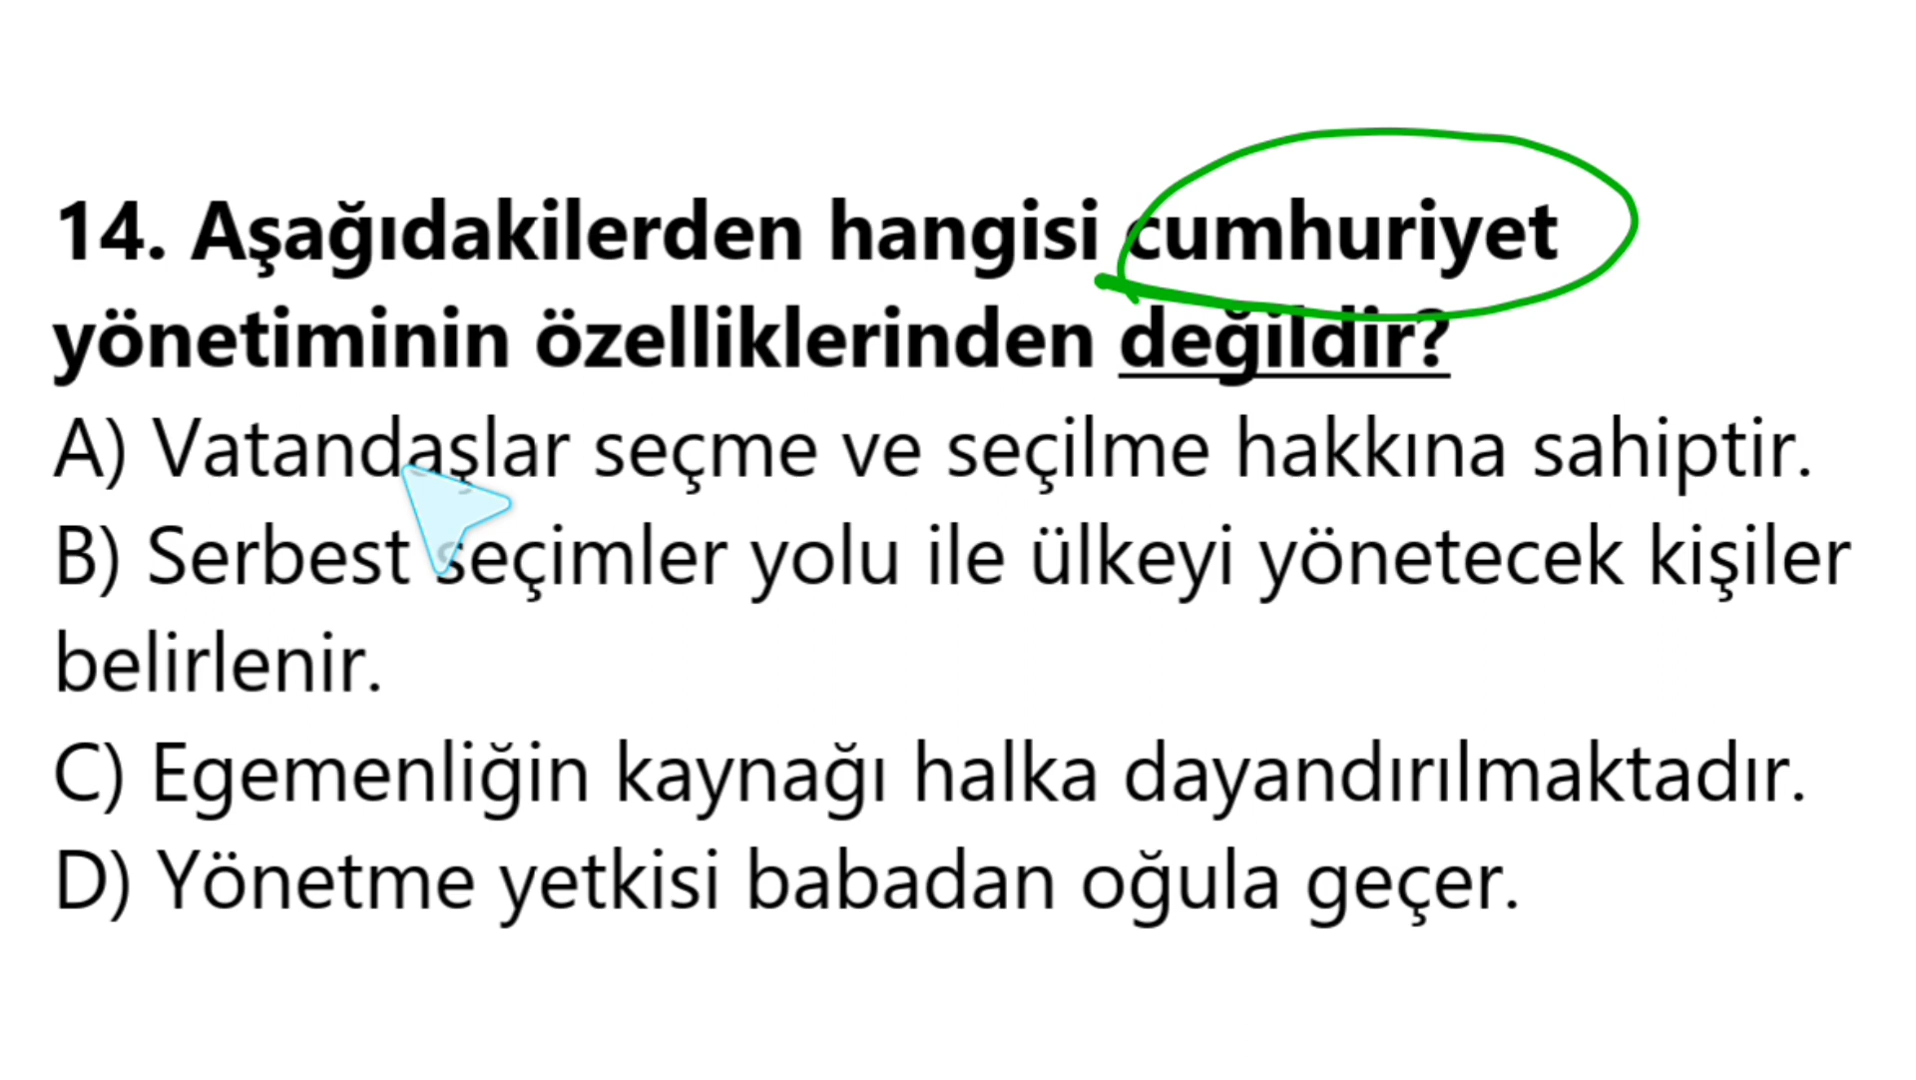 14. Aşağıdakilerden hangisi cumhuriyet
yönetiminin özelliklerinden değildir?
A) Vatandaşlar seçme ve seçilme hakkına sahiptir.
B) Serbest seçimler yolu ile ülkeyi yönetecek kişiler
belirlenir.
C) Egemenliğin kaynağı halka dayandırılmaktadır.
D) Yönetme yetkisi babadan oğula geçer.